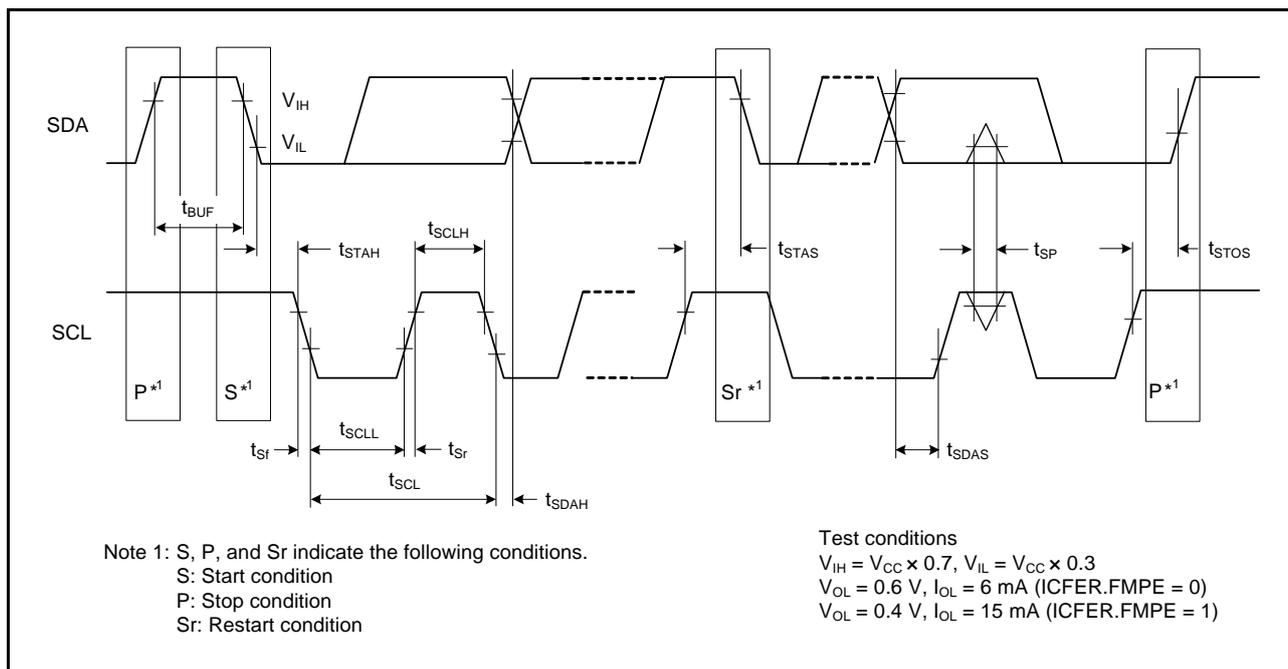 SDA
V_IH
V_IL
t_BUF
t_STAH
t_SCLH
t_STAS
t_SP
t_STOS
SCL
P *1
S *1
Sr *1
P *1
t_Sf
t_SCLL
t_Sr
t_SDAS
t_SCL
t_SDAH
Note 1: S, P, and Sr indicate the following conditions.
S: Start condition
P: Stop condition
Sr: Restart condition
Test conditions
V_IH = V_CC × 0.7, V_IL = V_CC × 0.3
V_OL = 0.6 V, I_OL = 6 mA (ICFER.FMPE = 0)
V_OL = 0.4 V, I_OL = 15 mA (ICFER.FMPE = 1)